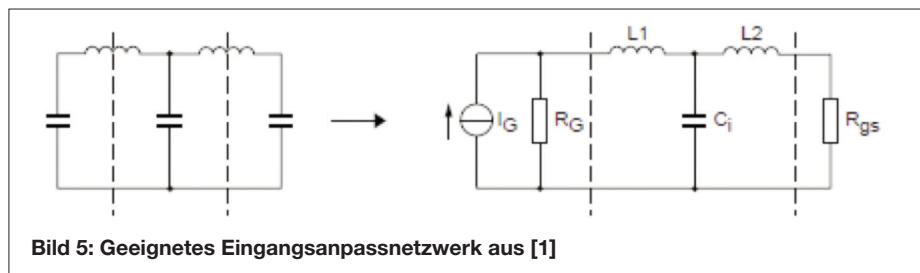 L1
L2
I_G
R_G
C_i
R_gs
Bild 5: Geeignetes Eingangsanpassnetzwerk aus [1]